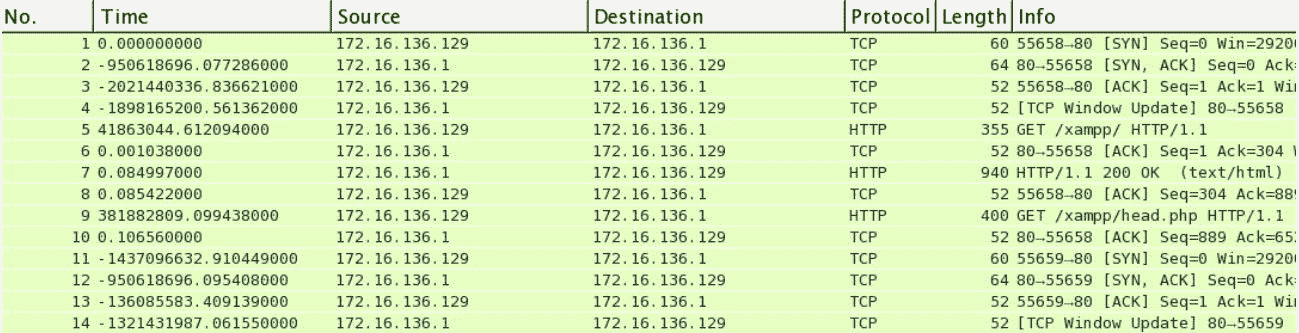 No. Time Source Destination Protocol Length Info
1 0.000000000 172.16.136.129 172.16.136.1 TCP 60 55658→80 [SYN] Seq=0 Win=2920
2 -950618696.077286000 172.16.136.1 172.16.136.129 TCP 64 80→55658 [SYN, ACK] Seq=0 Ack=
3 -2021440336.836621000 172.16.136.129 172.16.136.1 TCP 52 55658→80 [ACK] Seq=1 Ack=1 Wi
4 -1898165200.561362000 172.16.136.1 172.16.136.129 TCP 52 [TCP Window Update] 80→55658
5 41863044.612094000 172.16.136.129 172.16.136.1 HTTP 355 GET /xampp/ HTTP/1.1
6 0.001038000 172.16.136.1 172.16.136.129 TCP 52 80→55658 [ACK] Seq=1 Ack=304
7 0.084997000 172.16.136.1 172.16.136.129 HTTP 940 HTTP/1.1 200 OK (text/html)
8 0.085422000 172.16.136.129 172.16.136.1 TCP 52 55658→80 [ACK] Seq=304 Ack=889
9 381882809.099438000 172.16.136.129 172.16.136.1 HTTP 400 GET /xampp/head.php HTTP/1.1
10 0.106560000 172.16.136.1 172.16.136.129 TCP 52 80→55658 [ACK] Seq=889 Ack=65
11 -1437096632.910449000 172.16.136.129 172.16.136.1 TCP 60 55659→80 [SYN] Seq=0 Win=2920
12 -950618696.095408000 172.16.136.1 172.16.136.129 TCP 64 80→55659 [SYN, ACK] Seq=0 Ack=
13 -136085583.409139000 172.16.136.129 172.16.136.1 TCP 52 55659→80 [ACK] Seq=1 Ack=1 Wi
14 -1321431987.061550000 172.16.136.1 172.16.136.129 TCP 52 [TCP Window Update] 80→55659